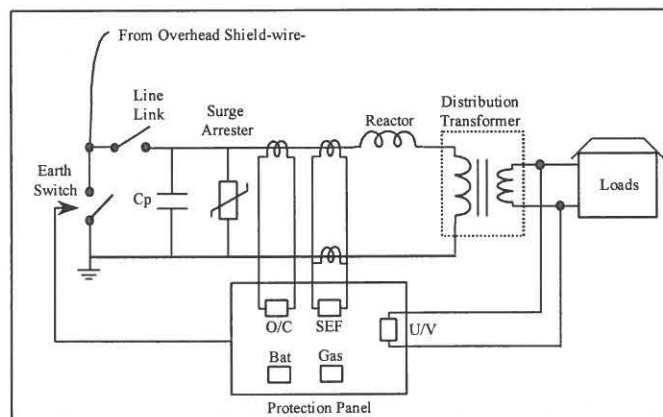 From Overhead Shield-wire-
Line
Link
Surge
Arrester
Reactor
Distribution
Transformer
Earth
Switch
Cp
Loads
O/C
SEF
U/V
Bat
Gas
Protection Panel